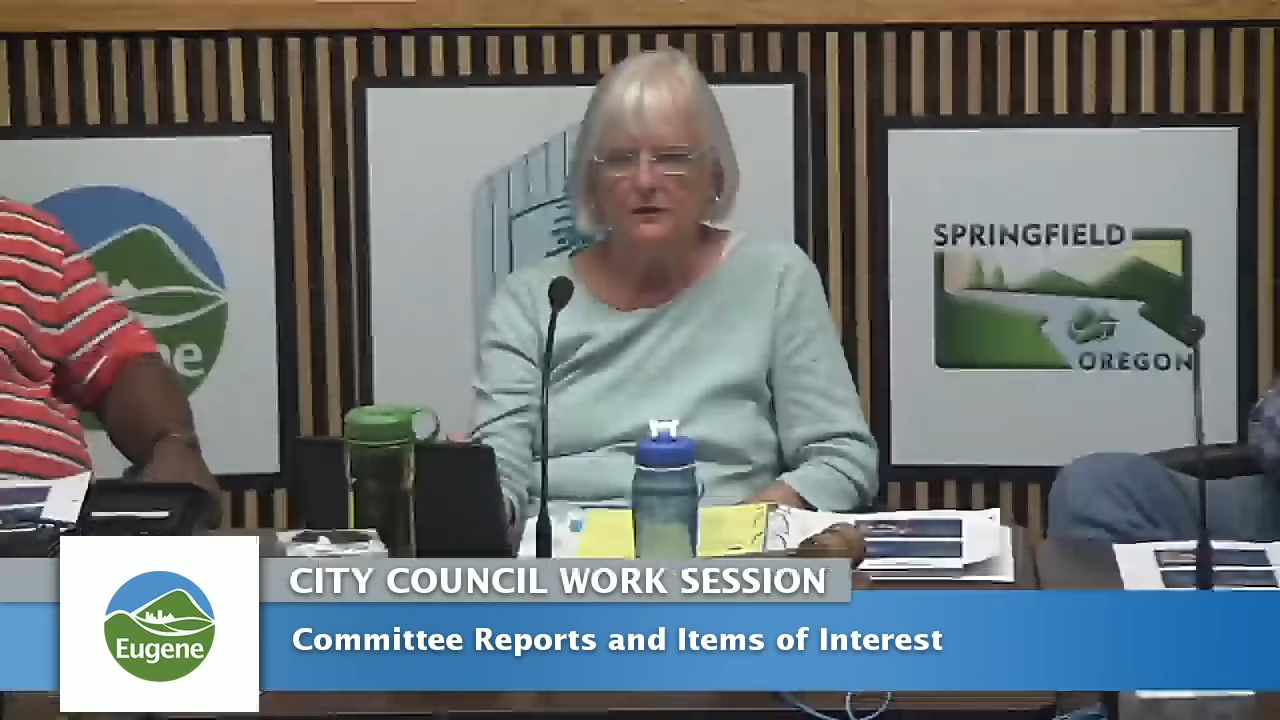 SPRINGFIELD
OREGON
CITY COUNCIL WORK SESSION
Committee Reports and Items of Interest
Eugene